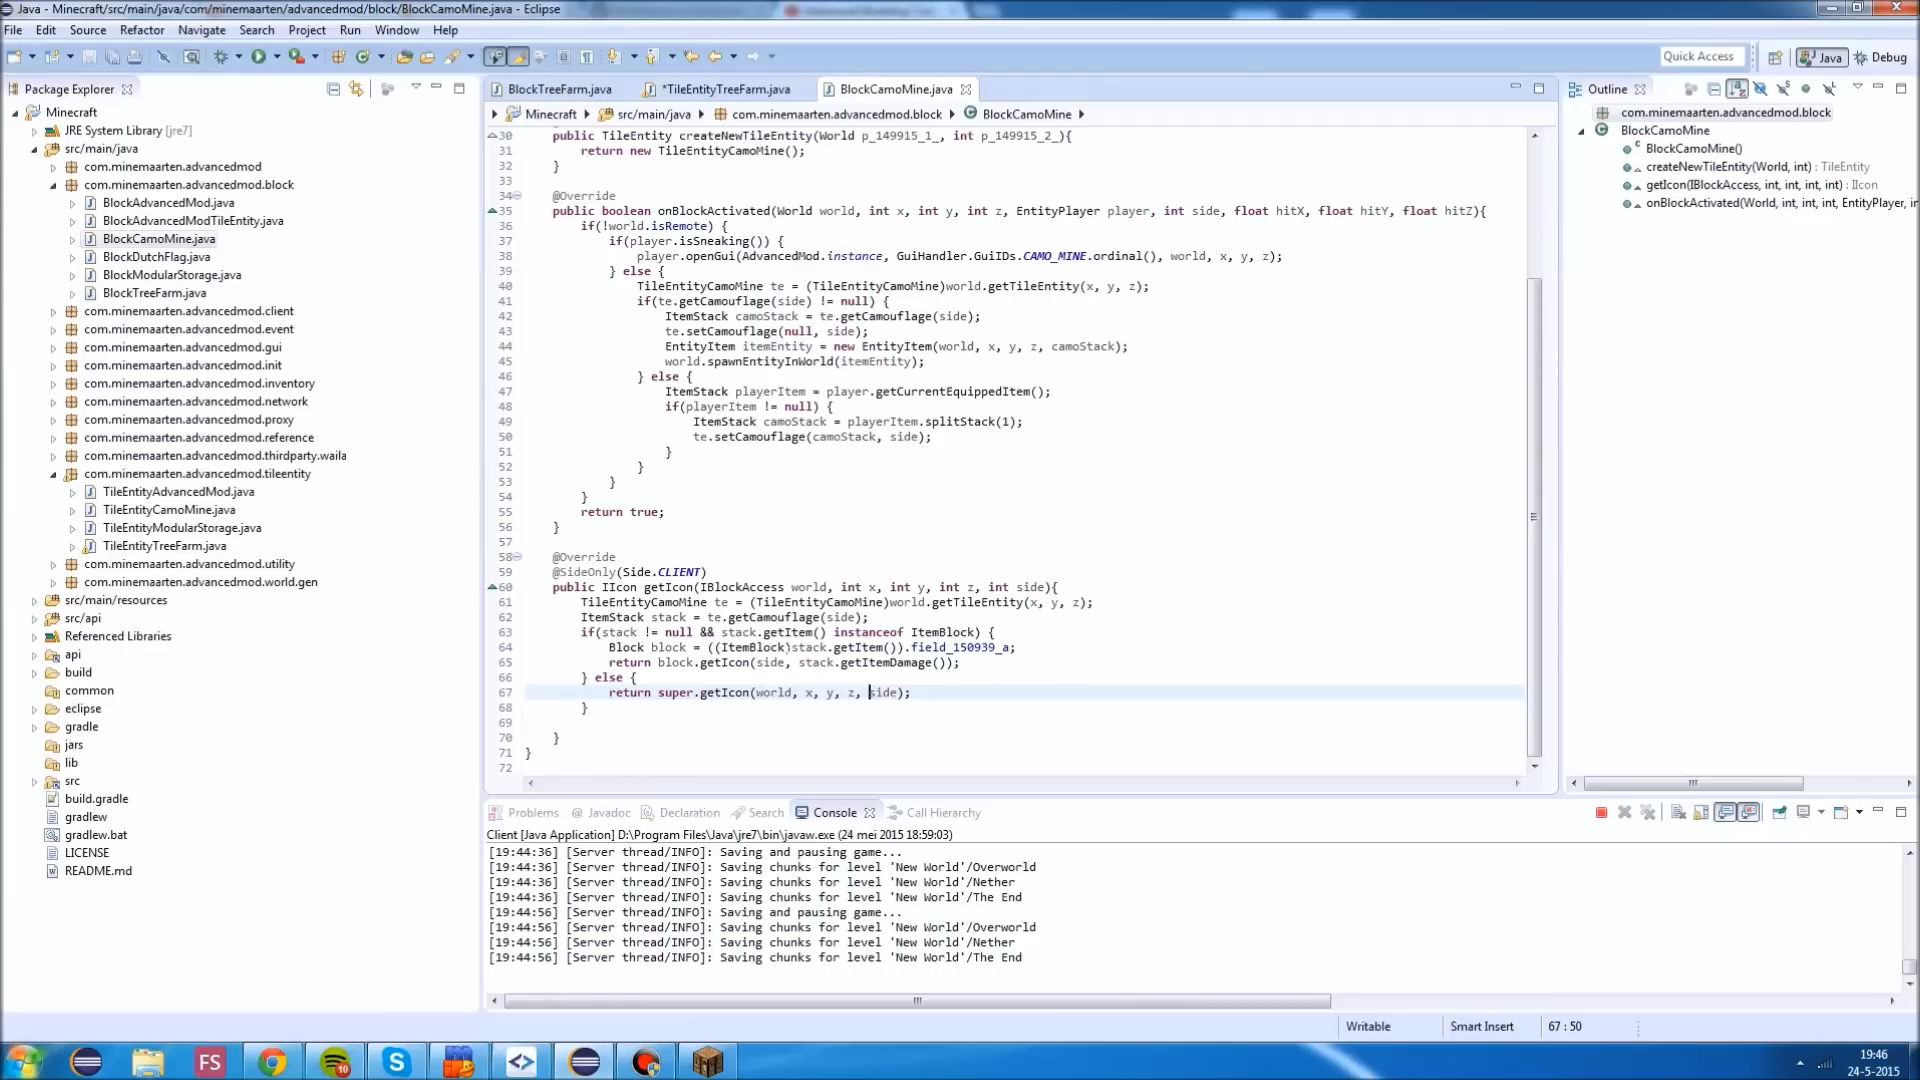 Java - Minecraft/src/main/java/com/minemaarten/advancedmod/block/BlockCamoMine.java - Eclipse
File Edit Source Refactor Navigate Search Project Run Window Help
Quick Access Java Debug
Package Explorer
Minecraft
JRE System Library [jre7]
src/main/java
com.minemaarten.advancedmod
com.minemaarten.advancedmod.block
BlockAdvancedMod.java
BlockAdvancedModTileEntity.java
BlockCamoMine.java
BlockDutchFlag.java
BlockModularStorage.java
BlockTreeFarm.java
com.minemaarten.advancedmod.client
com.minemaarten.advancedmod.event
com.minemaarten.advancedmod.gui
com.minemaarten.advancedmod.init
com.minemaarten.advancedmod.inventory
com.minemaarten.advancedmod.network
com.minemaarten.advancedmod.proxy
com.minemaarten.advancedmod.reference
com.minemaarten.advancedmod.thirdparty.waila
com.minemaarten.advancedmod.tileentity
TileEntityAdvancedMod.java
TileEntityCamoMine.java
TileEntityModularStorage.java
TileEntityTreeFarm.java
com.minemaarten.advancedmod.utility
com.minemaarten.advancedmod.world.gen
src/main/resources
src/api
Referenced Libraries
api
build
common
eclipse
gradle
jars
lib
src
build.gradle
gradlew
gradlew.bat
LICENSE
README.md
BlockTreeFarm.java *TileEntityTreeFarm.java BlockCamoMine.java
Minecraft src/main/java com.minemaarten.advancedmod.block BlockCamoMine
30 public TileEntity createNewTileEntity(World p_149915_1_, int p_149915_2_){
31 return new TileEntityCamoMine();
32 }
33
34 @Override
35 public boolean onBlockActivated(World world, int x, int y, int z, EntityPlayer player, int side, float hitX, float hitY, float hitZ){
36 if(!world.isRemote) {
37 if(player.isSneaking()) {
38 player.openGui(AdvancedMod.instance, GuiHandler.GuiIDs.CAMO_MINE.ordinal(), world, x, y, z);
39 } else {
40 TileEntityCamoMine te = (TileEntityCamoMine)world.getTileEntity(x, y, z);
41 if(te.getCamouflage(side) != null) {
42 ItemStack camoStack = te.getCamouflage(side);
43 te.setCamouflage(null, side);
44 EntityItem itemEntity = new EntityItem(world, x, y, z, camoStack);
45 world.spawnEntityInWorld(itemEntity);
46 } else {
47 ItemStack playerItem = player.getCurrentEquippedItem();
48 if(playerItem != null) {
49 ItemStack camoStack = playerItem.splitStack(1);
50 te.setCamouflage(camoStack, side);
51 }
52 }
53 }
54 }
55 return true;
56 }
57
58 @Override
59 @SideOnly(Side.CLIENT)
60 public IIcon getIcon(IBlockAccess world, int x, int y, int z, int side){
61 TileEntityCamoMine te = (TileEntityCamoMine)world.getTileEntity(x, y, z);
62 ItemStack stack = te.getCamouflage(side);
63 if(stack != null && stack.getItem() instanceof ItemBlock) {
64 Block block = ((ItemBlock)stack.getItem()).field_150939_a;
65 return block.getIcon(side, stack.getItemDamage());
66 } else {
67 return super.getIcon(world, x, y, z, side);
68 }
69
70 }
71 }
72
Outline
com.minemaarten.advancedmod.block
BlockCamoMine
BlockCamoMine()
createNewTileEntity(World, int) : TileEntity
getIcon(IBlockAccess, int, int, int, int) : IIcon
onBlockActivated(World, int, int, int, EntityPlayer, in
Problems @ Javadoc Declaration Search Console Call Hierarchy
Client [Java Application] D:\Program Files\Java\jre7\bin\javaw.exe (24 mei 2015 18:59:03)
[19:44:36] [Server thread/INFO]: Saving and pausing game...
[19:44:36] [Server thread/INFO]: Saving chunks for level 'New World'/Overworld
[19:44:36] [Server thread/INFO]: Saving chunks for level 'New World'/Nether
[19:44:36] [Server thread/INFO]: Saving chunks for level 'New World'/The End
[19:44:56] [Server thread/INFO]: Saving and pausing game...
[19:44:56] [Server thread/INFO]: Saving chunks for level 'New World'/Overworld
[19:44:56] [Server thread/INFO]: Saving chunks for level 'New World'/Nether
[19:44:56] [Server thread/INFO]: Saving chunks for level 'New World'/The End
Writable Smart Insert 67 : 50
FS 10 S
19:46
24-5-2015